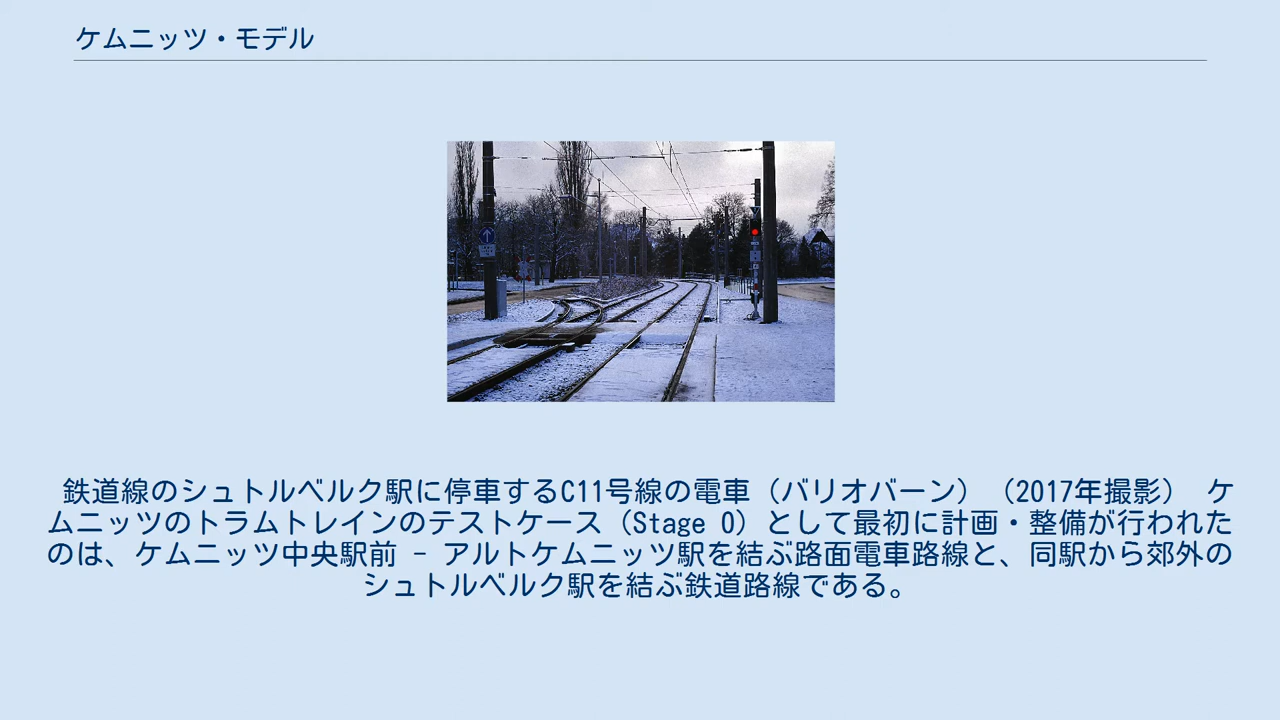 ケムニッツ・モデル
鉄道線のシュトルベルク駅に停車するC11号線の電車（バリオバーン）（2017年撮影） ケ
ムニッツのトラムトレインのテストケース（Stage 0）として最初に計画・整備が行われた
のは、ケムニッツ中央駅前 - アルトケムニッツ駅を結ぶ路面電車路線と、同駅から郊外の
シュトルベルク駅を結ぶ鉄道路線である。